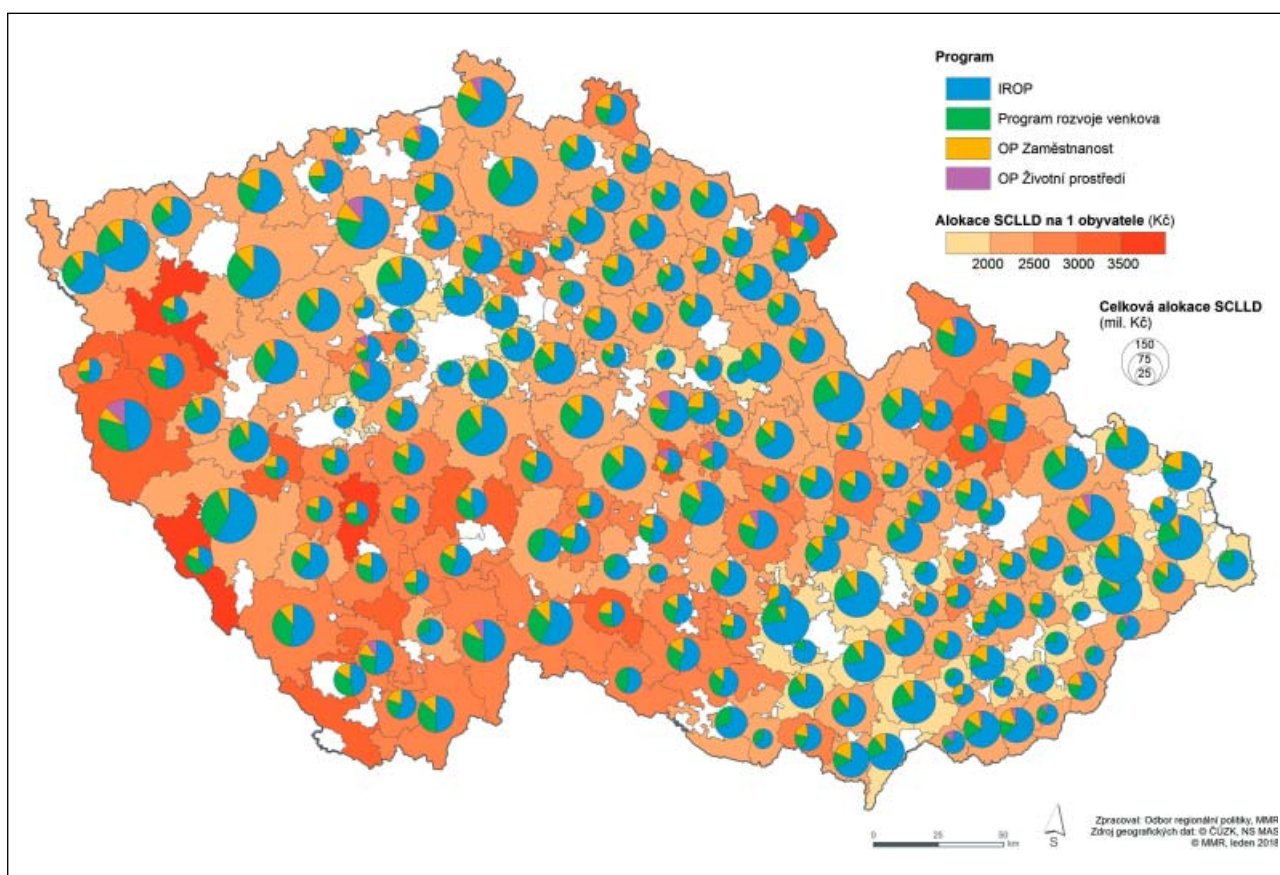 Program
IROP
Program rozvoje venkova
OP Zaměstnanost
OP Životní prostředí
Alokace SCLLD na 1 obyvatele (Kč)
2000 2500 3000 3500
Celková alokace SCLLD
(mil. Kč)
150
75
25
0 25 50
km
S
Zpracoval: Odbor regionální politiky, MMR
Zdroj geografických dat: © ČÚZK, NS MAS
© MMR, leden 2018